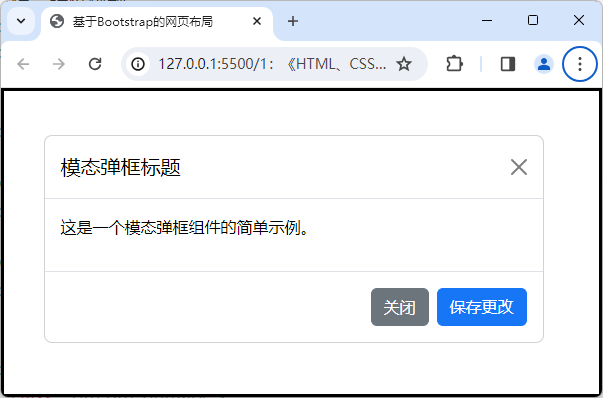 基于Bootstrap的网页布局
127.0.0.1:5500/1：《HTML、CSS...
模态弹框标题
这是一个模态弹框组件的简单示例。
关闭
保存更改